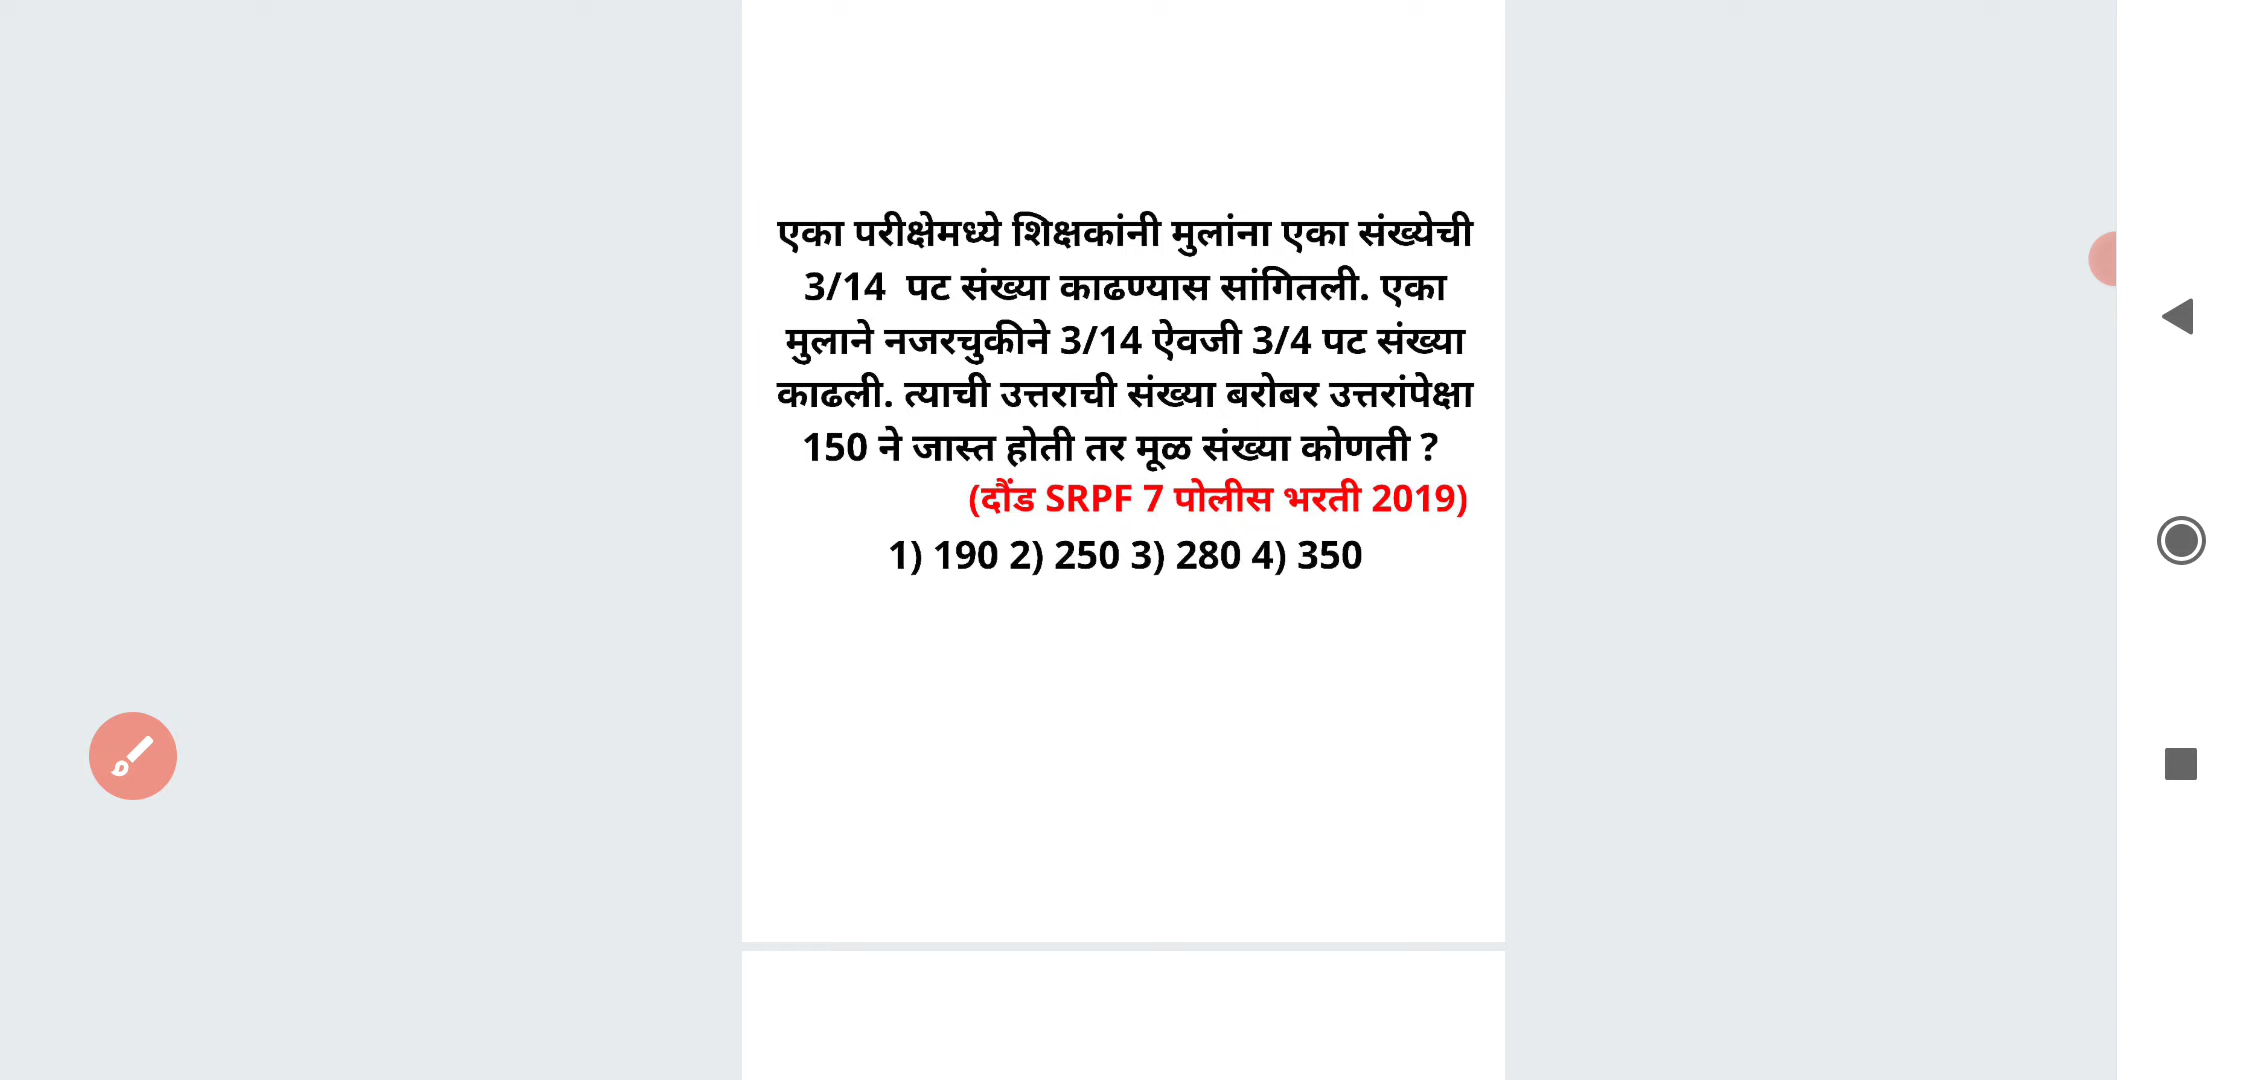 एका परीक्षेमध्ये शिक्षकांनी मुलांना एका संख्येची
3/14 पट संख्या काढण्यास सांगितली. एका
मुलाने नजरचुकीने 3/14 ऐवजी 3/4 पट संख्या
काढली. त्याची उत्तराची संख्या बरोबर उत्तरांपेक्षा
150 ने जास्त होती तर मूळ संख्या कोणती ?
(दौंड SRPF 7 पोलीस भरती 2019)
1) 190 2) 250 3) 280 4) 350